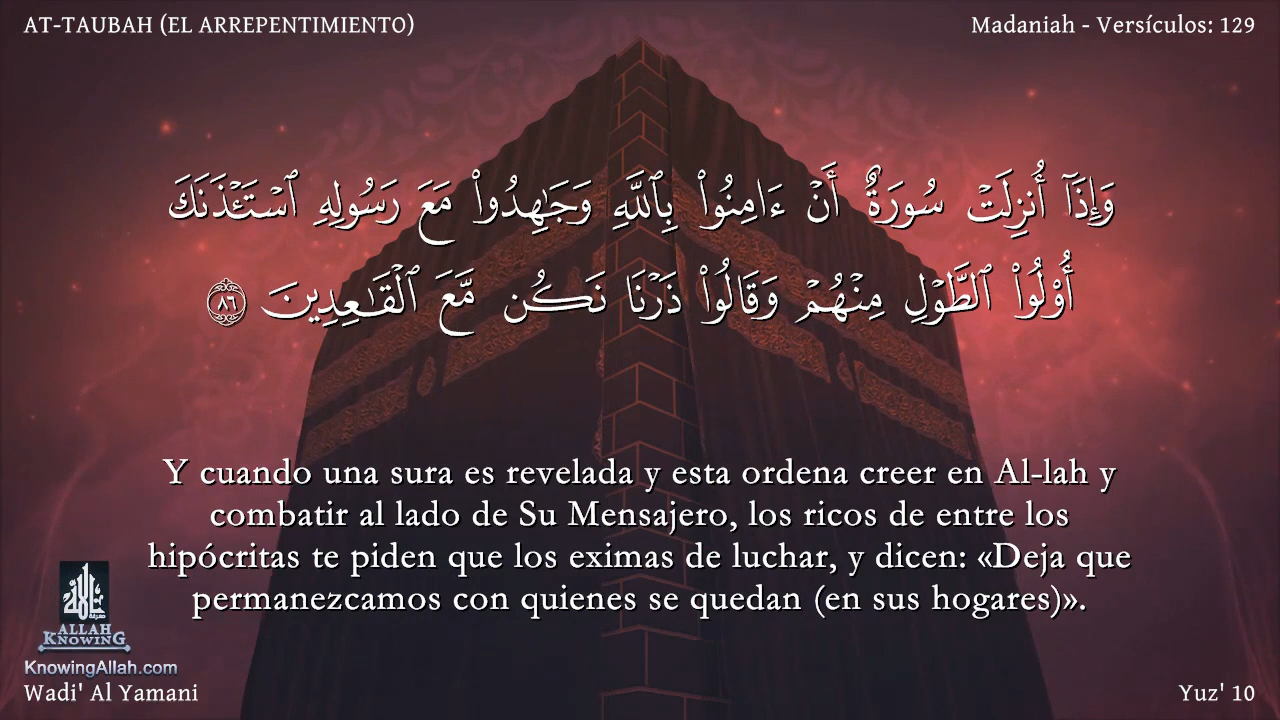 AT-TAUBAH (EL ARREPENTIMIENTO)
Madaniah - Versículos: 129
وَإِذَآ أُنزِلَتْ سُورَةٌ أَنْ ءَامِنُوا۟ بِٱللَّهِ وَجَـٰهِدُوا۟ مَعَ رَسُولِهِ ٱسْتَـْٔذَنَكَ
أُو۟لُوا۟ ٱلطَّوْلِ مِنْهُمْ وَقَالُوا۟ ذَرْنَا نَكُن مَّعَ ٱلْقَـٰعِدِينَ ٨٦
Y cuando una sura es revelada y esta ordena creer en Al-lah y
combatir al lado de Su Mensajero, los ricos de entre los
hipócritas te piden que los eximas de luchar, y dicen: «Deja que
permanezcamos con quienes se quedan (en sus hogares)».
ALLAH
KNOWING
KnowingAllah.com
Wadi' Al Yamani
Yuz' 10